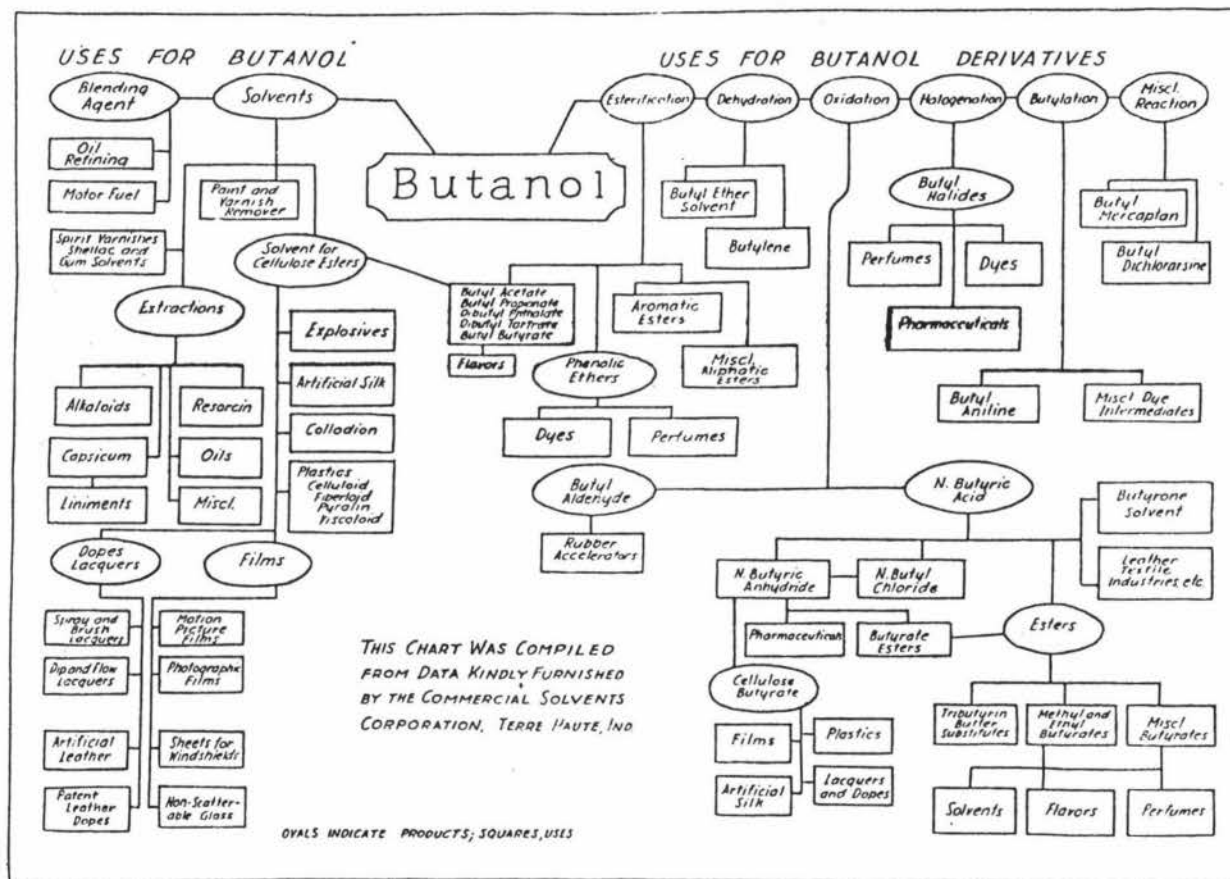 USES FOR BUTANOL
USES FOR BUTANOL DERIVATIVES
Blending
Agent
Solvents
Esterification
Dehydration
Oxidation
Halogenation
Butylation
Miscl.
Reaction
Butanol
Oil
Refining
Motor Fuel
Paint and
Varnish
Remover
Spirit Varnishes
Shellac and
Gum Solvents
Solvent for
Cellulose Esters
Extractions
Alkaloids
Resorcin
Capsicum
Oils
Liniments
Miscl.
Explosives
Artificial Silk
Collodion
Plastics
Celluloid
Fiberloid
Pyralin
Viscoloid
Dopes
Lacquers
Films
Spray and
Brush
Lacquers
Motion
Picture
Films
Dip and Flow
Lacquers
Photographic
Films
Artificial
Leather
Sheets for
Windshields
Patent
Leather
Dopes
Non-Scatter-
able Glass
Butyl Acetate
Butyl Propanate
Dibutyl Phthalate
Dibutyl Tartrate
Butyl Butyrate
Flavors
Phenolic
Ethers
Dyes
Perfumes
Aromatic
Esters
Miscl.
Aliphatic
Esters
Butyl Ether
Solvent
Butylene
Butyl
Halides
Perfumes
Dyes
Pharmaceuticals
Butyl
Mercaptan
Butyl
Dichlorarsine
Butyl
Aniline
Miscl Dye
Intermediates
Butyl
Aldehyde
Rubber
Accelerators
N. Butyric
Acid
Butyrone
Solvent
Leather
Textile
Industries, etc.
N. Butyric
Anhydride
N. Butyl
Chloride
Pharmaceuticals
Butyrate
Esters
Esters
Cellulose
Butyrate
Films
Plastics
Artificial
Silk
Lacquers
and Dopes
Tributyrin
Butter
Substitutes
Methyl and
Ethyl
Butyrates
Miscl.
Butyrates
Solvents
Flavors
Perfumes
THIS CHART WAS COMPILED
FROM DATA KINDLY FURNISHED
BY THE COMMERCIAL SOLVENTS
CORPORATION, TERRE HAUTE, IND
OVALS INDICATE PRODUCTS; SQUARES, USES